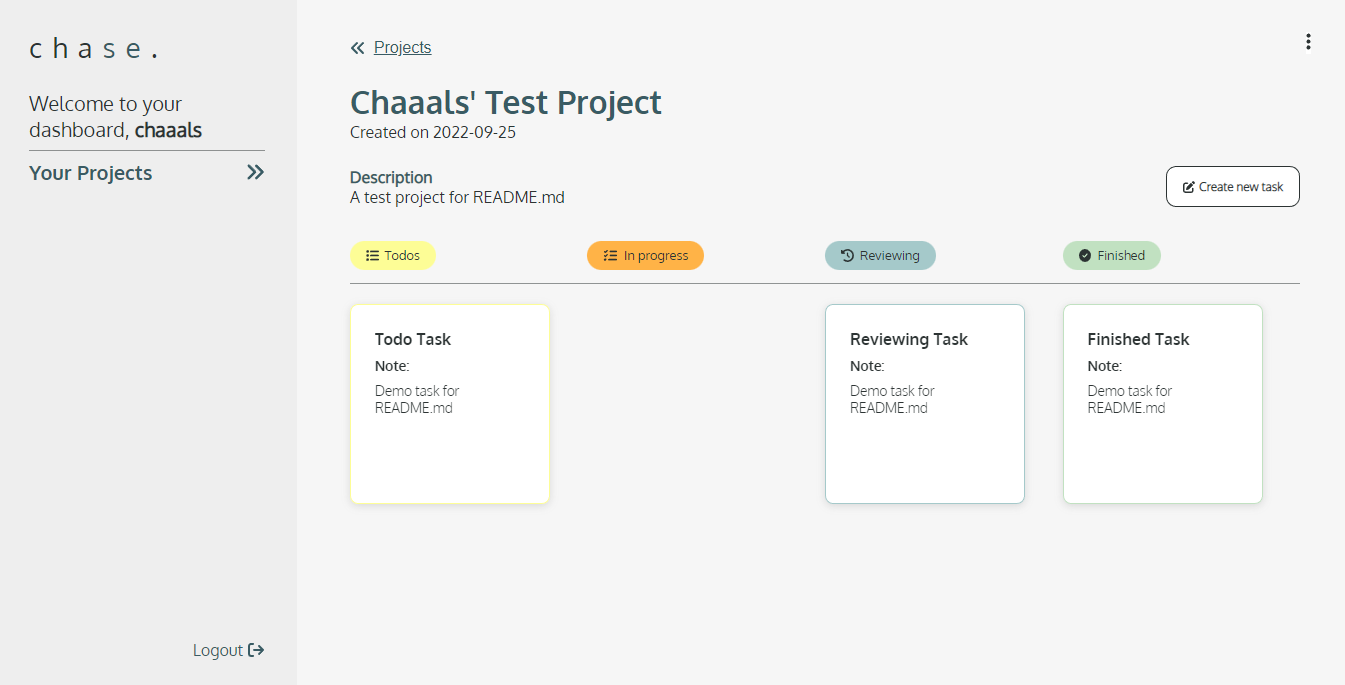 chase.
Welcome to your
dashboard, chaaals
Your Projects
Logout
Projects
Chaaals' Test Project
Created on 2022-09-25
Description
A test project for README.md
Create new task
Todos
In progress
Reviewing
Finished
Todo Task
Note:
Demo task for
README.md
Reviewing Task
Note:
Demo task for
README.md
Finished Task
Note:
Demo task for
README.md